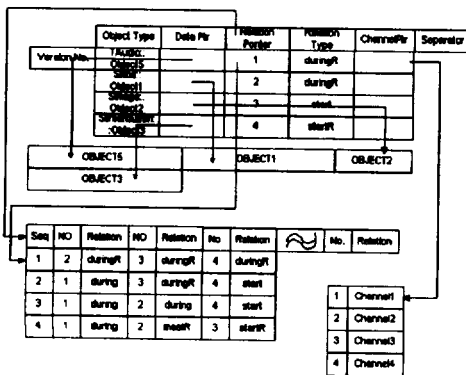 Object Type Data Ptr Relation Pointer Relation Type ChannelPtr Separator
Version No. Object5 1 duringR
Object1 2 duringR
Object2 3 start
Object3 4 startR
OBJECT5 OBJECT1 OBJECT2
OBJECT3
Seq NO Relation NO Relation No Relation No. Relation
1 2 duringR 3 duringR 4 duringR
2 1 during 3 duringR 4 start
3 1 during 2 during 4 start
4 1 during 2 meetR 3 startR
1 Channel1
2 Channel2
3 Channel3
4 Channel4